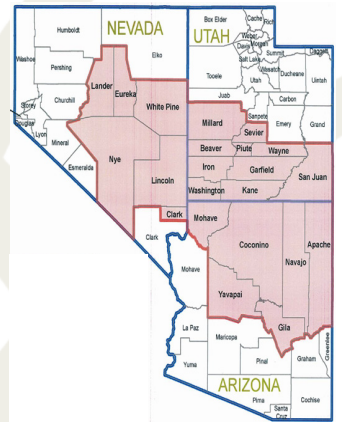 NEVADA
UTAH
Humboldt
Elko
Washoe
Pershing
Lander
Eureka
White Pine
Churchill
Storey
Douglas
Lyon
Mineral
Esmeralda
Nye
Lincoln
Clark
Clark
Box Elder
Cache
Rich
Weber
Morgan
Davis
Salt Lake
Summit
Daggett
Wasatch
Tooele
Utah
Duchesne
Uintah
Juab
Carbon
Sanpete
Emery
Grand
Millard
Sevier
Beaver
Piute
Wayne
Iron
Garfield
San Juan
Washington
Kane
Mohave
Coconino
Apache
Navajo
Mohave
Yavapai
Gila
La Paz
Maricopa
Greenlee
Graham
Pinal
Yuma
ARIZONA
Pima
Cochise
Santa
Cruz